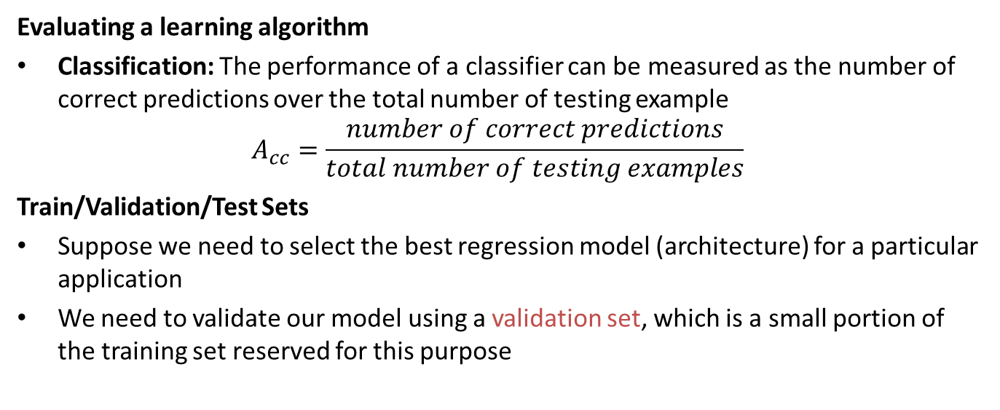 Evaluating a learning algorithm
• Classification: The performance of a classifier can be measured as the number of
correct predictions over the total number of testing example
A_cc = number of correct predictions / total number of testing examples
Train/Validation/Test Sets
• Suppose we need to select the best regression model (architecture) for a particular
application
• We need to validate our model using a validation set, which is a small portion of
the training set reserved for this purpose